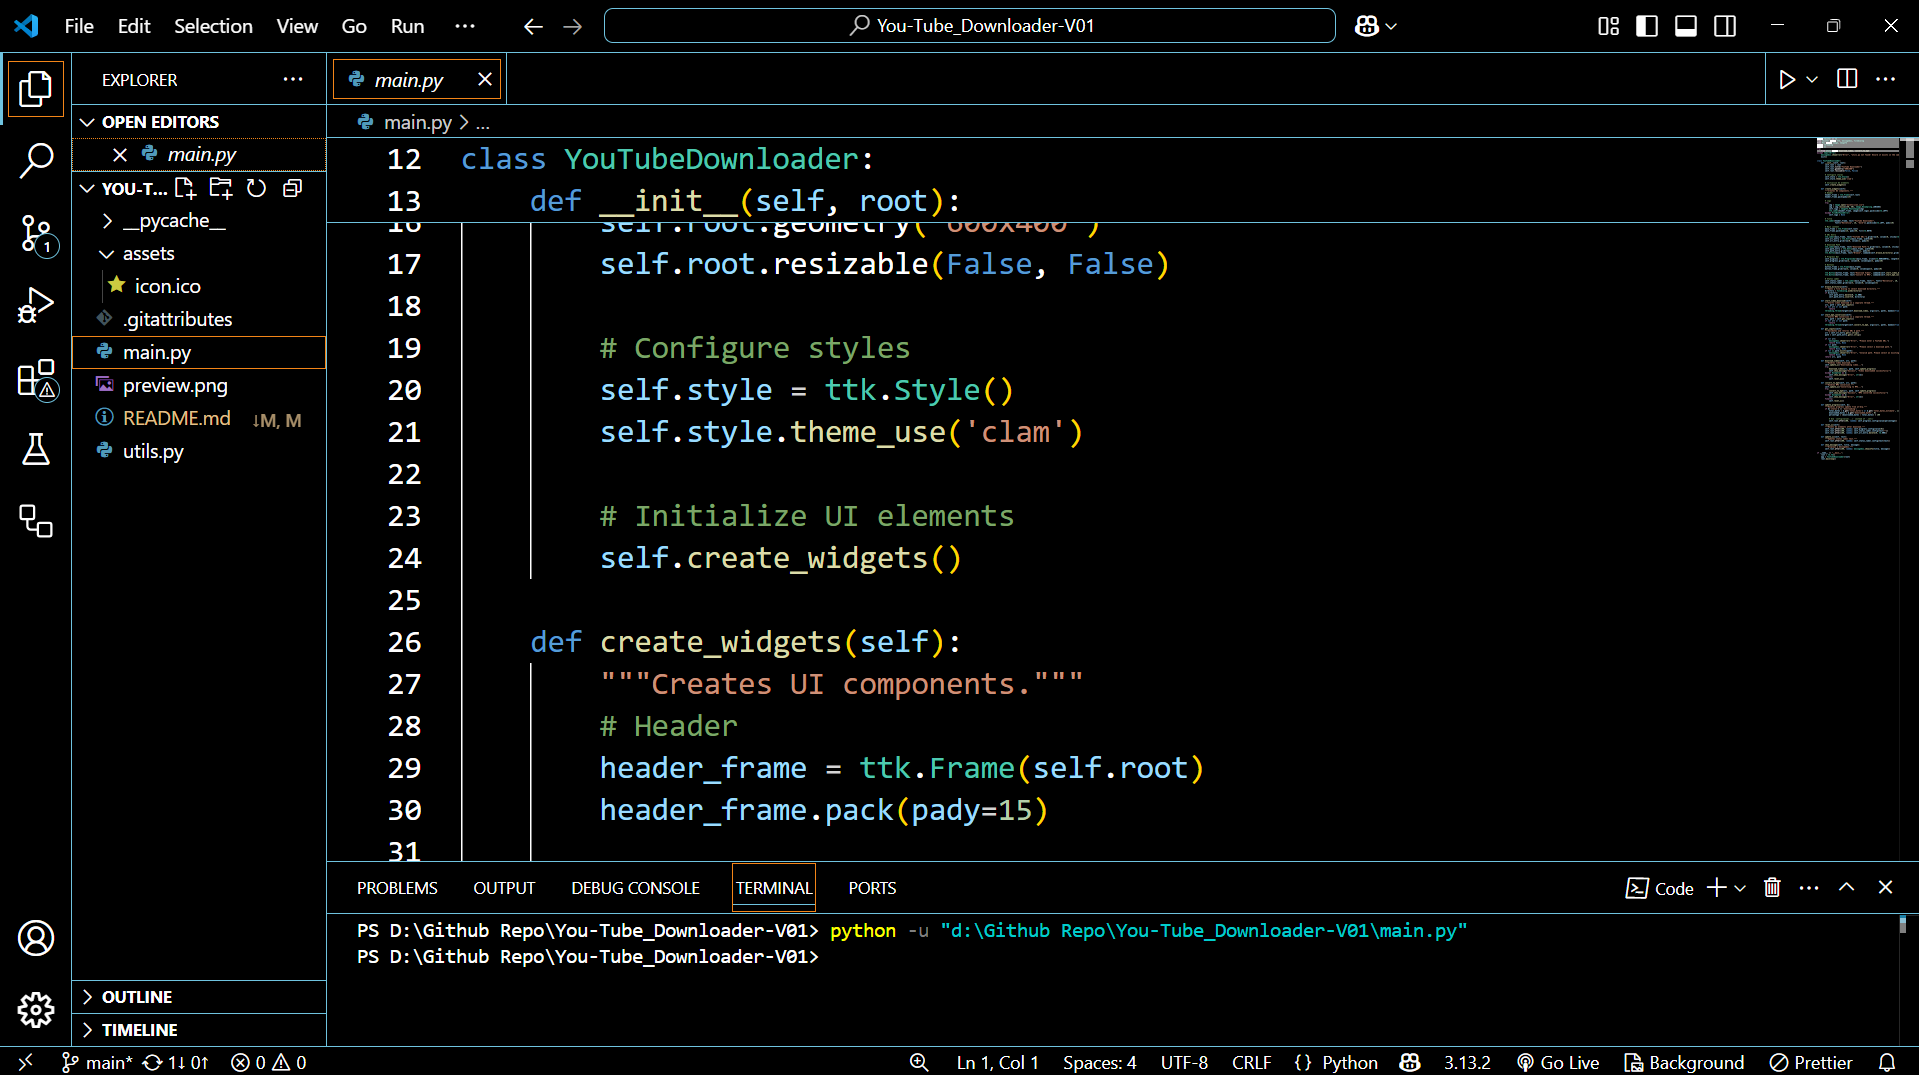 File Edit Selection View Go Run ··· You-Tube_Downloader-V01
EXPLORER ···
OPEN EDITORS
main.py
YOU-T...
__pycache__
assets
icon.ico
.gitattributes
main.py
preview.png
README.md ↓M, M
utils.py
OUTLINE
TIMELINE
main.py
main.py > ...
12 class YouTubeDownloader:
13 def __init__(self, root):
16 self.root.geometry("600x400")
17 self.root.resizable(False, False)
18
19 # Configure styles
20 self.style = ttk.Style()
21 self.style.theme_use('clam')
22
23 # Initialize UI elements
24 self.create_widgets()
25
26 def create_widgets(self):
27 """Creates UI components."""
28 # Header
29 header_frame = ttk.Frame(self.root)
30 header_frame.pack(pady=15)
31
PROBLEMS OUTPUT DEBUG CONSOLE TERMINAL PORTS Code
PS D:\Github Repo\You-Tube_Downloader-V01> python -u "d:\Github Repo\You-Tube_Downloader-V01\main.py"
PS D:\Github Repo\You-Tube_Downloader-V01>
main* 1↓ 0↑ 0 0 Ln 1, Col 1 Spaces: 4 UTF-8 CRLF {} Python 3.13.2 Go Live Background Prettier